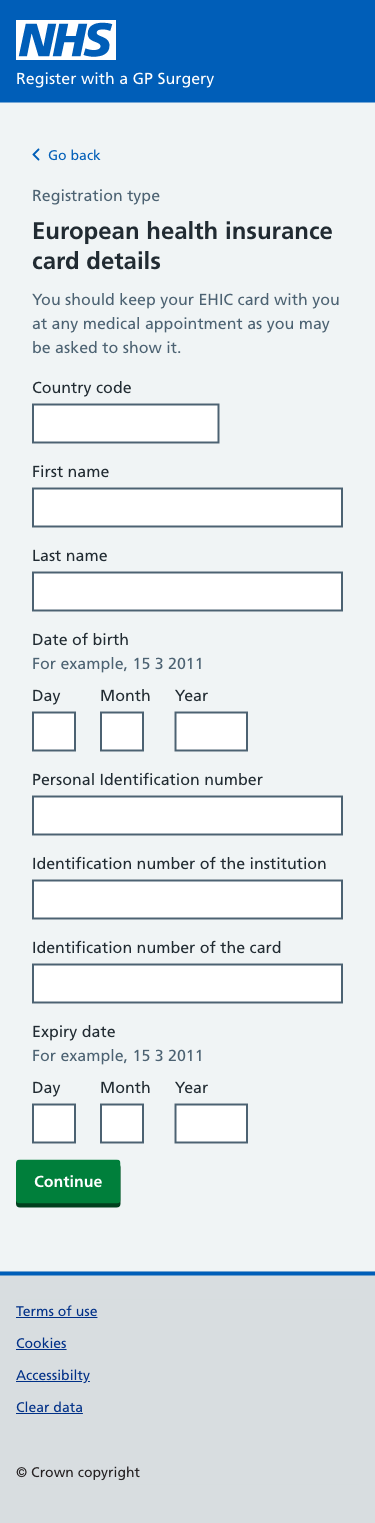 NHS
Register with a GP Surgery
Go back
Registration type
European health insurance
card details
You should keep your EHIC card with you
at any medical appointment as you may
be asked to show it.
Country code
First name
Last name
Date of birth
For example, 15 3 2011
Day Month Year
Personal Identification number
Identification number of the institution
Identification number of the card
Expiry date
For example, 15 3 2011
Day Month Year
Continue
Terms of use
Cookies
Accessibilty
Clear data
© Crown copyright